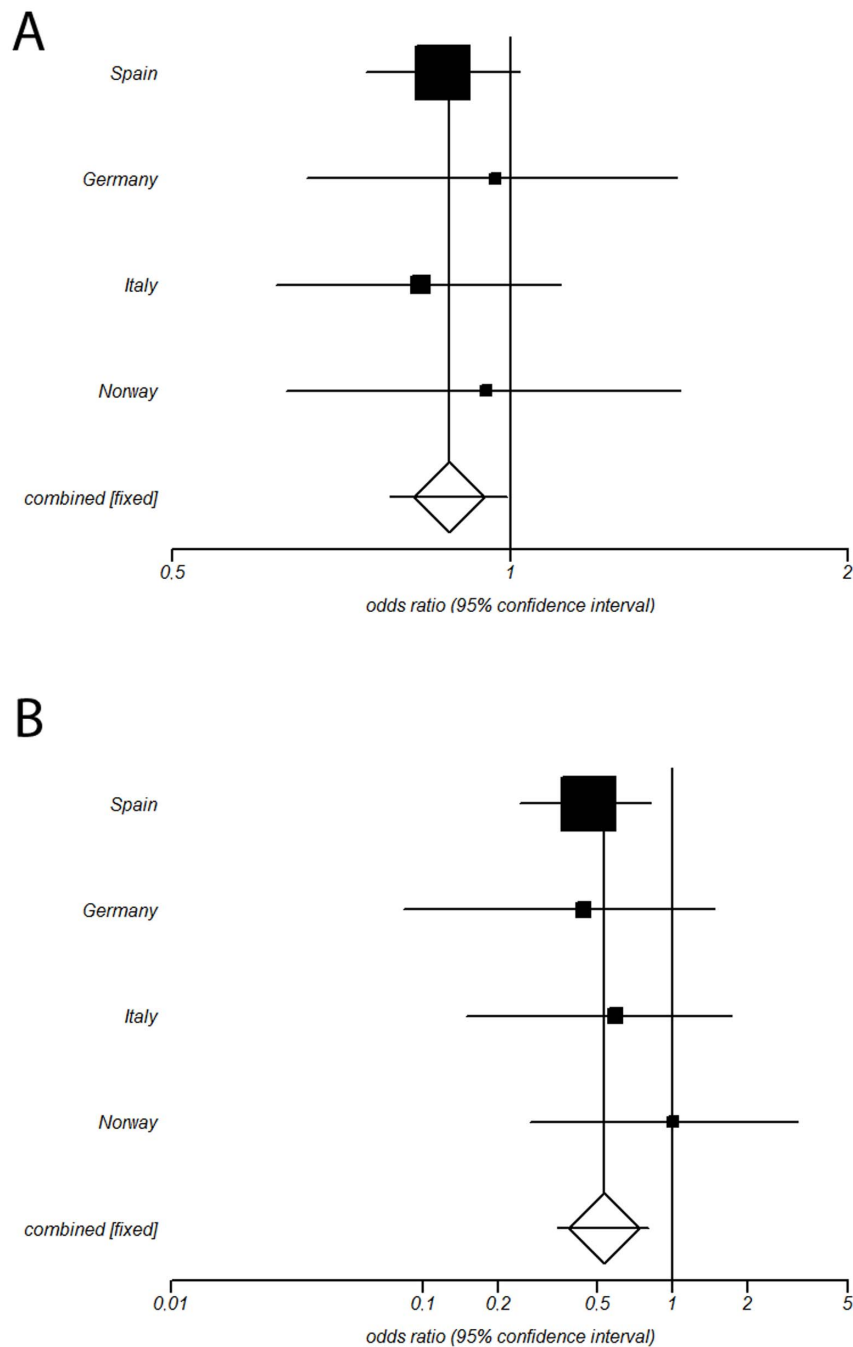 A
Spain
Germany
Italy
Norway
combined [fixed]
0.5 1 2
odds ratio (95% confidence interval)
B
Spain
Germany
Italy
Norway
combined [fixed]
0.01 0.1 0.2 0.5 1 2 5
odds ratio (95% confidence interval)